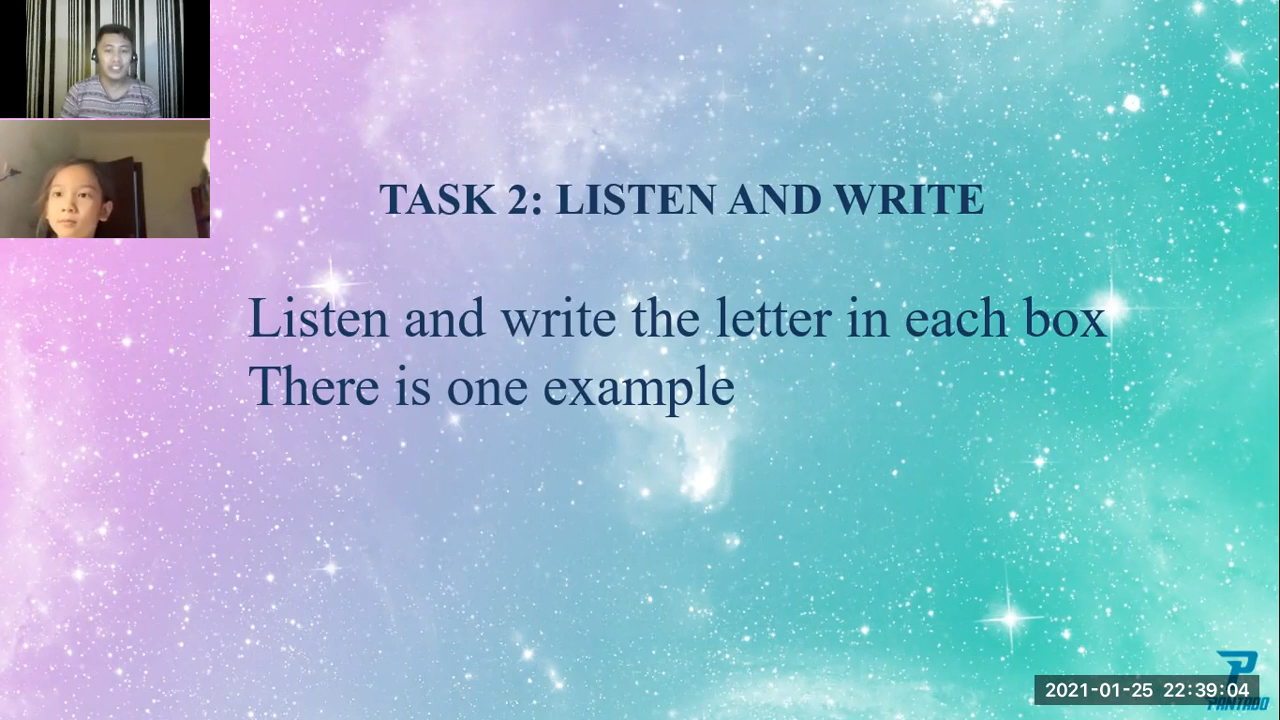 TASK 2: LISTEN AND WRITE
Listen and write the letter in each box
There is one example
2021-01-25 22:39:04
PANTADO